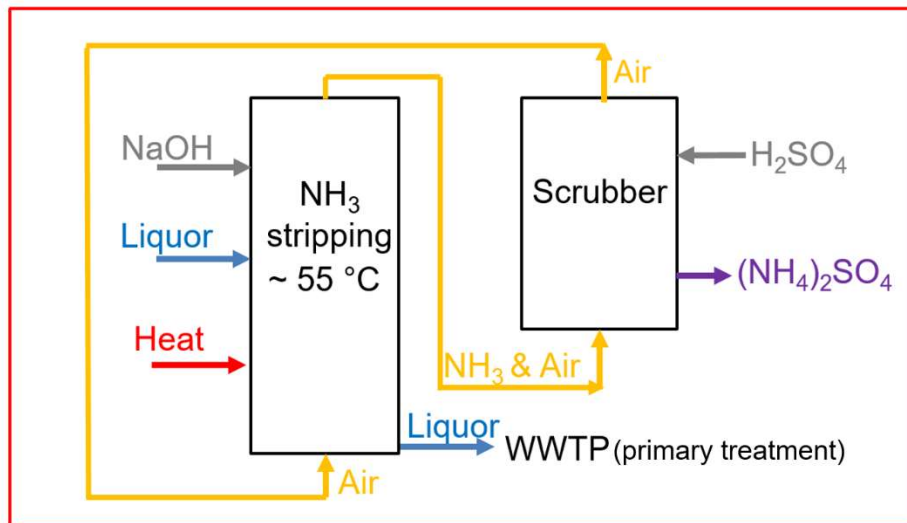 Air
NaOH
H₂SO₄
NH₃
stripping
~ 55 °C
Scrubber
Liquor
(NH₄)₂SO₄
Heat
NH₃ & Air
Liquor
WWTP (primary treatment)
Air